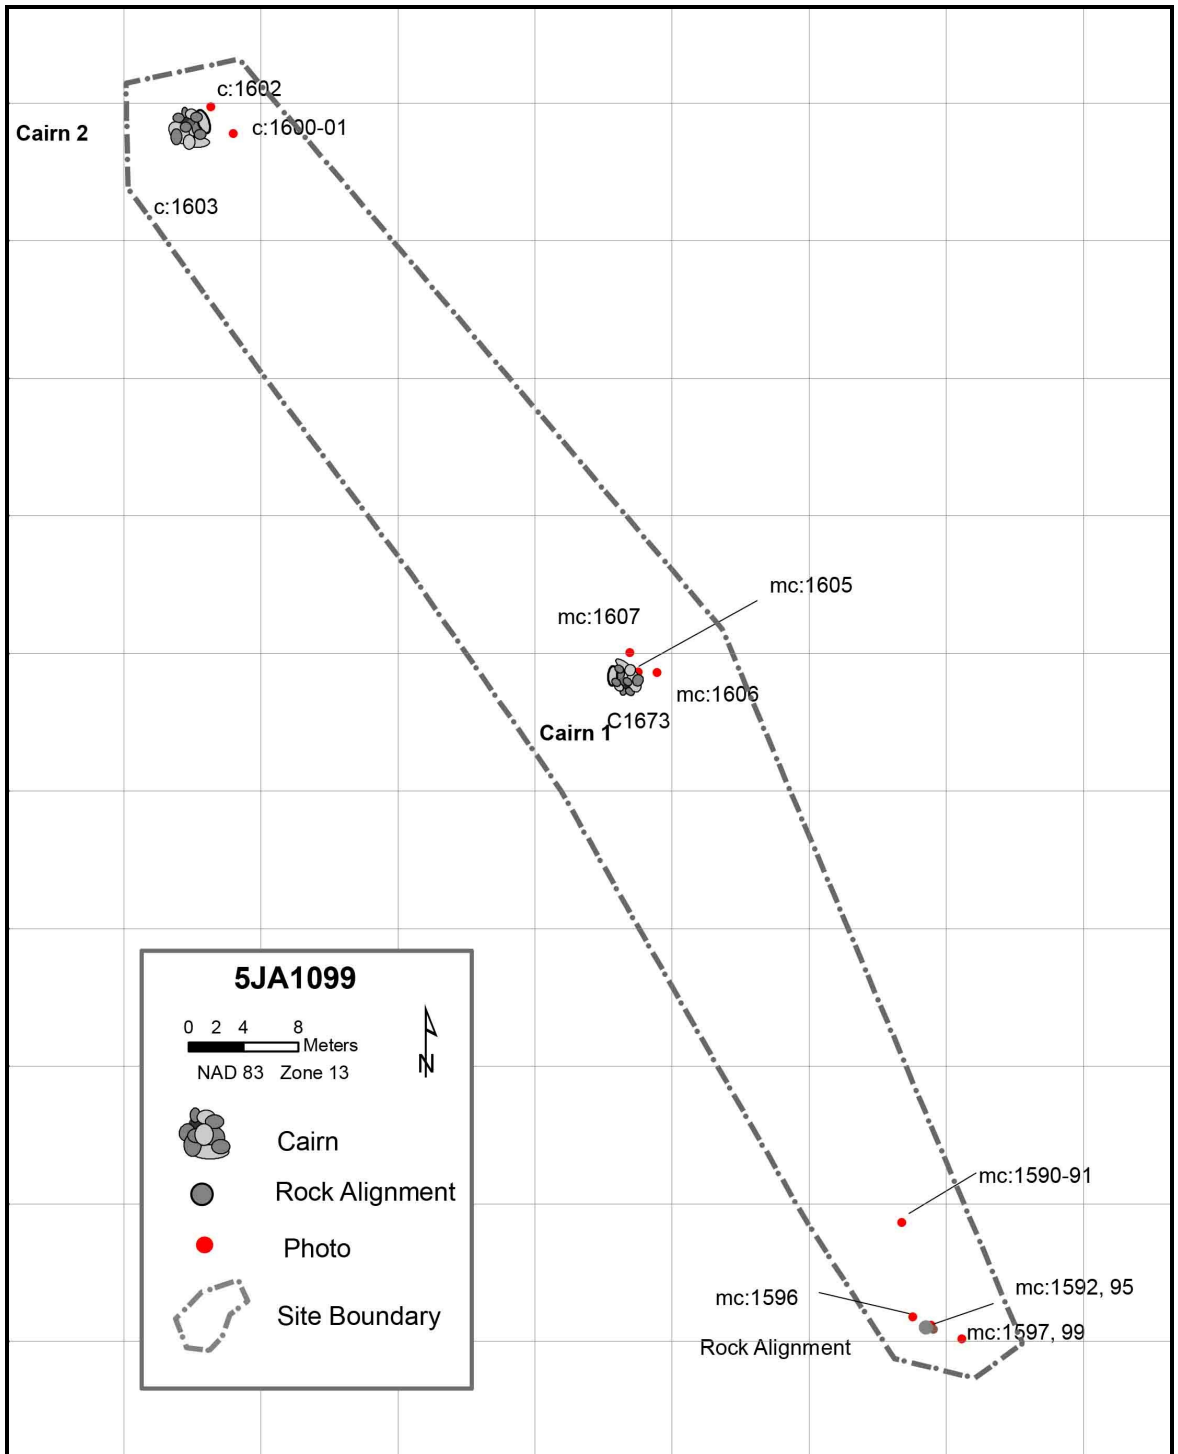 c:1602
Cairn 2
c:1600-01
c:1603
mc:1605
mc:1607
mc:1606
C1673
Cairn 1
5JA1099
0 2 4 8
Meters
NAD 83 Zone 13
N
Cairn
Rock Alignment
Photo
Site Boundary
mc:1590-91
mc:1592, 95
mc:1596
mc:1597, 99
Rock Alignment